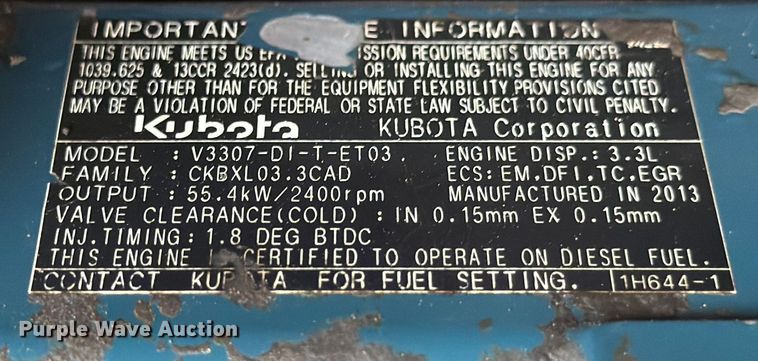 IMPORTAN E INFORMATION
THIS ENGINE MEETS US EPA ISSION REQUIREMENTS UNDER 40CFR
1039.625 & 13CCR 2423(d). SELLING OR INSTALLING THIS ENGINE FOR ANY
PURPOSE OTHER THAN FOR THE EQUIPMENT FLEXIBILITY PROVISIONS CITED
MAY BE A VIOLATION OF FEDERAL OR STATE LAW SUBJECT TO CIVIL PENALTY.
Kubota KUBOTA Corporation
MODEL : V3307-DI-T-ET03 ENGINE DISP.: 3.3L
FAMILY : CKBXL03.3CAD ECS: EM,DFI,TC,EGR
OUTPUT : 55.4kW/2400rpm MANUFACTURED IN 2013
VALVE CLEARANCE(COLD) : IN 0.15mm EX 0.15mm
INJ.TIMING : 1.8 DEG BTDC
THIS ENGINE CERTIFIED TO OPERATE ON DIESEL FUEL.
CONTACT KUBOTA FOR FUEL SETTING. 1H644-1
Purple Wave Auction